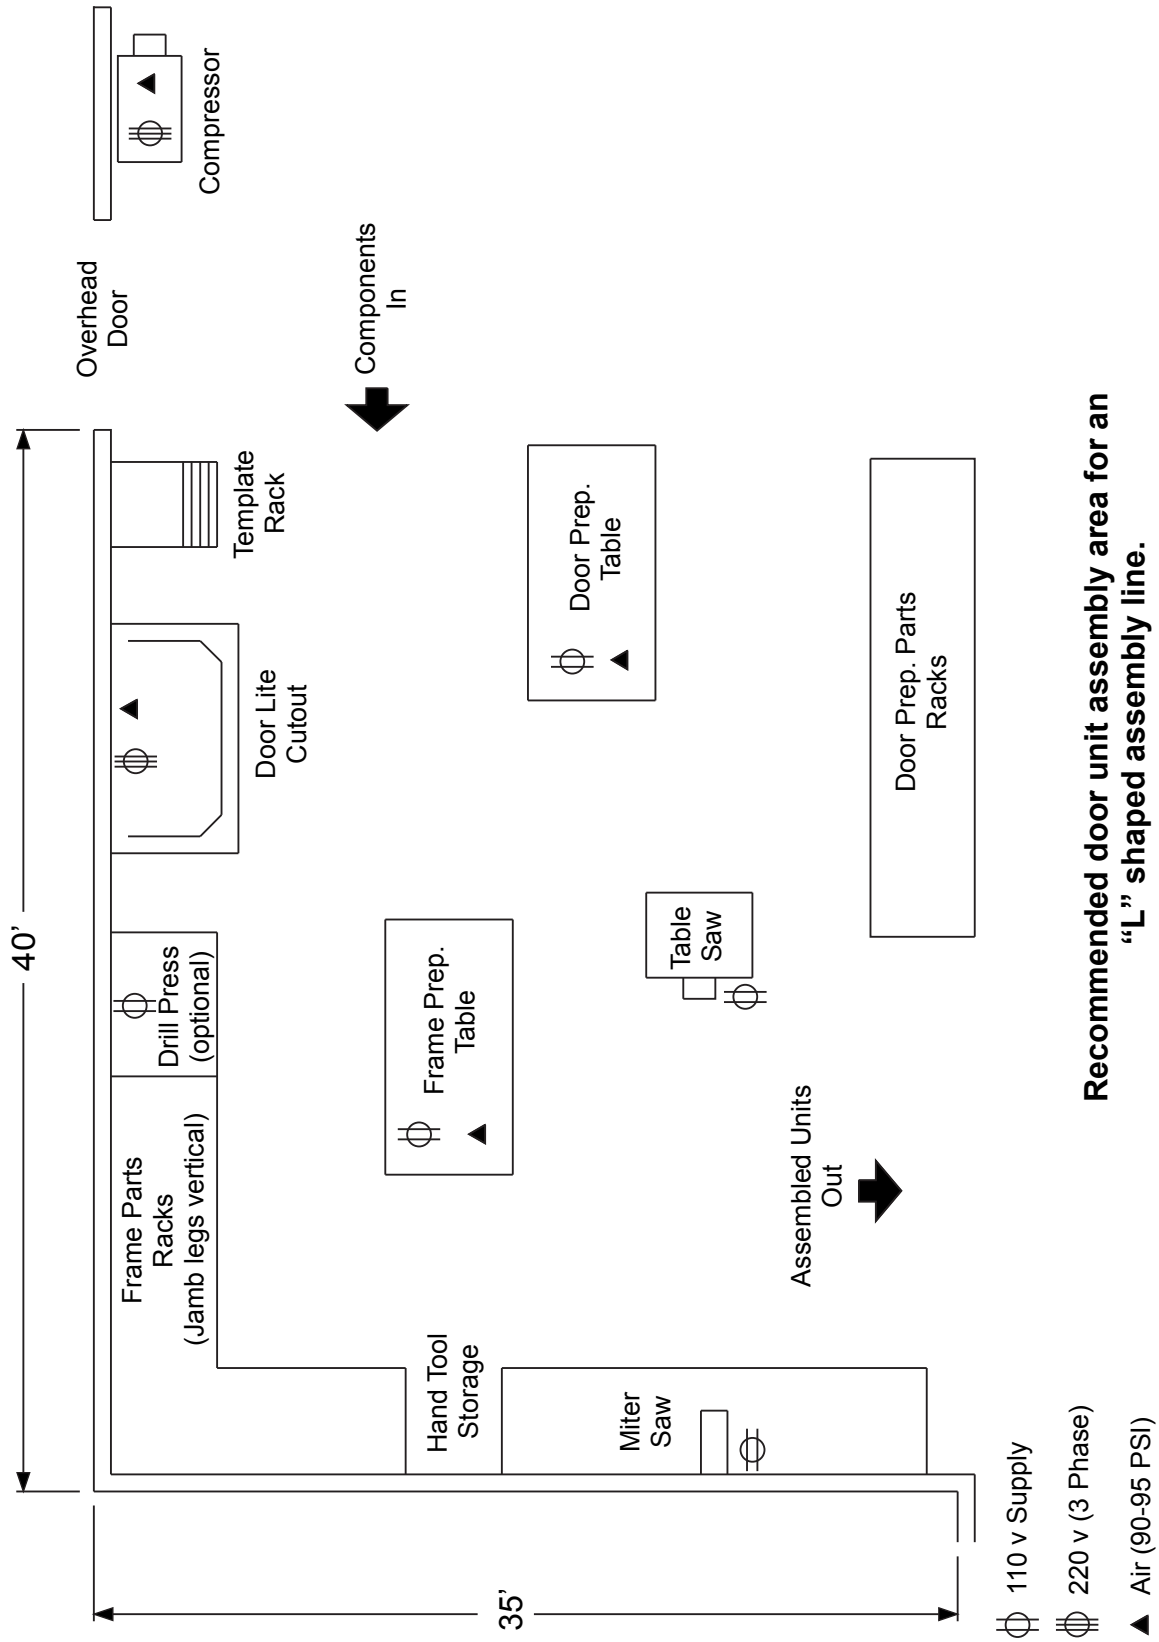 40’
35’
Overhead
Door
Compressor
Template
Rack
Components
In
Door Lite
Cutout
Drill Press
(optional)
Frame Parts
Racks
(Jamb legs vertical)
Frame Prep.
Table
Door Prep.
Table
Hand Tool
Storage
Miter
Saw
Table
Saw
Assembled Units
Out
Door Prep. Parts
Racks
110 v Supply
220 v (3 Phase)
Air (90-95 PSI)
Recommended door unit assembly area for an
“L” shaped assembly line.